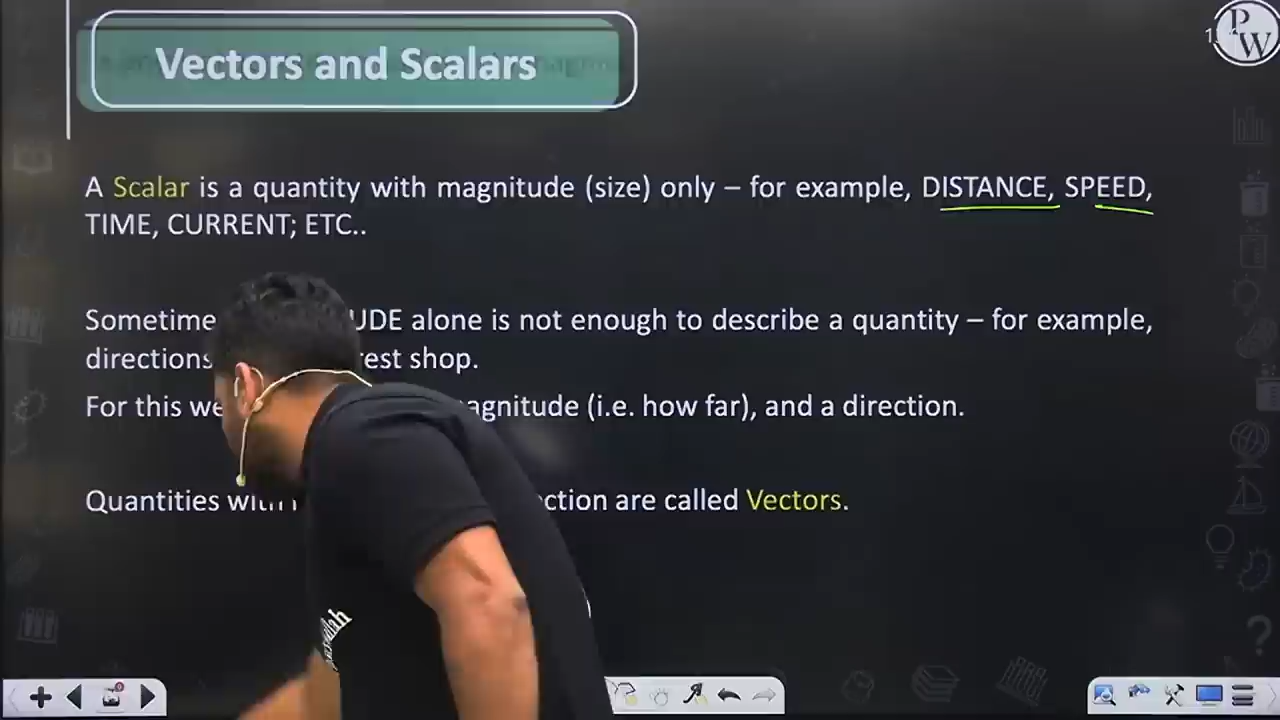 Vectors and Scalars
PW
A Scalar is a quantity with magnitude (size) only – for example, DISTANCE, SPEED,
TIME, CURRENT; ETC..
Sometime UDE alone is not enough to describe a quantity – for example,
directions rest shop.
For this we agnitude (i.e. how far), and a direction.
Quantities with ction are called Vectors.